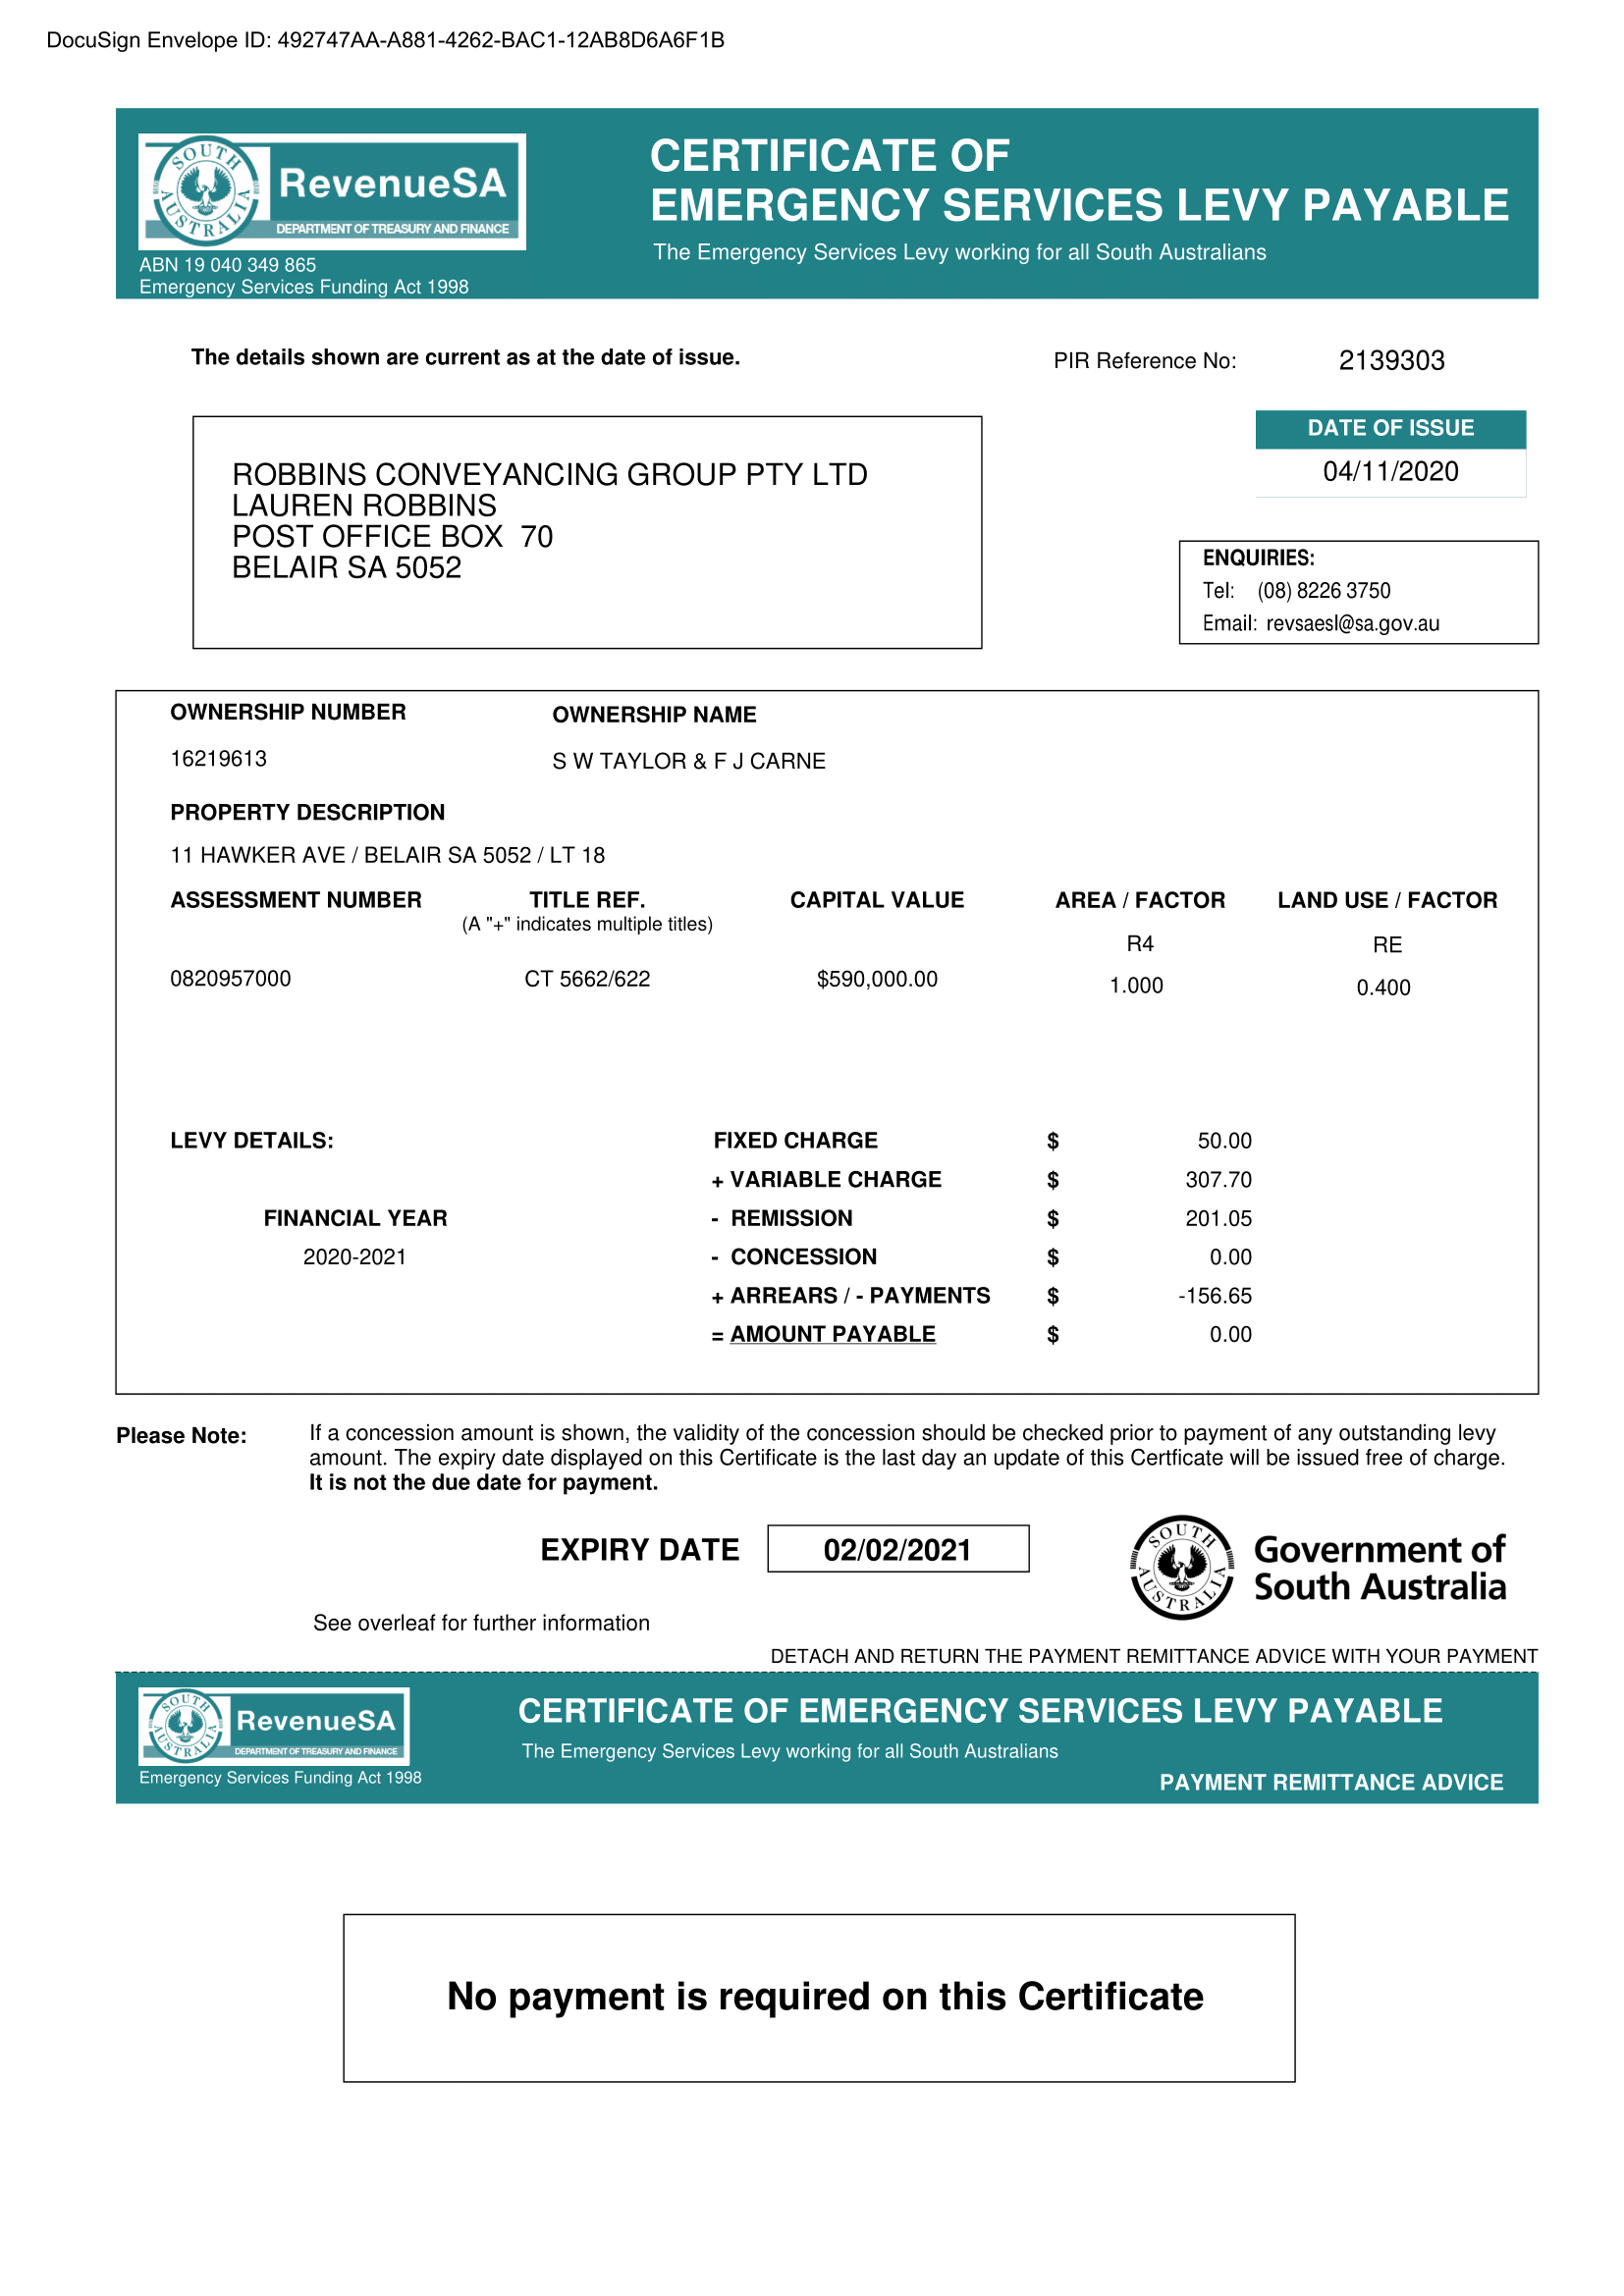 DocuSign Envelope ID: 492747AA-A881-4262-BAC1-12AB8D6A6F1B
SOUTH AUSTRALIA
RevenueSA
DEPARTMENT OF TREASURY AND FINANCE
ABN 19 040 349 865
Emergency Services Funding Act 1998
CERTIFICATE OF
EMERGENCY SERVICES LEVY PAYABLE
The Emergency Services Levy working for all South Australians
The details shown are current as at the date of issue.
PIR Reference No: 2139303
DATE OF ISSUE
04/11/2020
ROBBINS CONVEYANCING GROUP PTY LTD
LAUREN ROBBINS
POST OFFICE BOX  70
BELAIR SA 5052
ENQUIRIES:
Tel: (08) 8226 3750
Email: revsaesl@sa.gov.au
OWNERSHIP NUMBER OWNERSHIP NAME
16219613 S W TAYLOR & F J CARNE
PROPERTY DESCRIPTION
11 HAWKER AVE / BELAIR SA 5052 / LT 18
ASSESSMENT NUMBER TITLE REF. CAPITAL VALUE AREA / FACTOR LAND USE / FACTOR
(A "+" indicates multiple titles)
R4 RE
0820957000 CT 5662/622 $590,000.00 1.000 0.400
LEVY DETAILS: FIXED CHARGE $ 50.00
+ VARIABLE CHARGE $ 307.70
FINANCIAL YEAR - REMISSION $ 201.05
2020-2021 - CONCESSION $ 0.00
+ ARREARS / - PAYMENTS $ -156.65
= AMOUNT PAYABLE $ 0.00
Please Note: If a concession amount is shown, the validity of the concession should be checked prior to payment of any outstanding levy
amount. The expiry date displayed on this Certificate is the last day an update of this Certficate will be issued free of charge.
It is not the due date for payment.
EXPIRY DATE 02/02/2021
SOUTH AUSTRALIA
Government of
South Australia
See overleaf for further information
DETACH AND RETURN THE PAYMENT REMITTANCE ADVICE WITH YOUR PAYMENT
SOUTH AUSTRALIA
RevenueSA
DEPARTMENT OF TREASURY AND FINANCE
Emergency Services Funding Act 1998
CERTIFICATE OF EMERGENCY SERVICES LEVY PAYABLE
The Emergency Services Levy working for all South Australians
PAYMENT REMITTANCE ADVICE
No payment is required on this Certificate